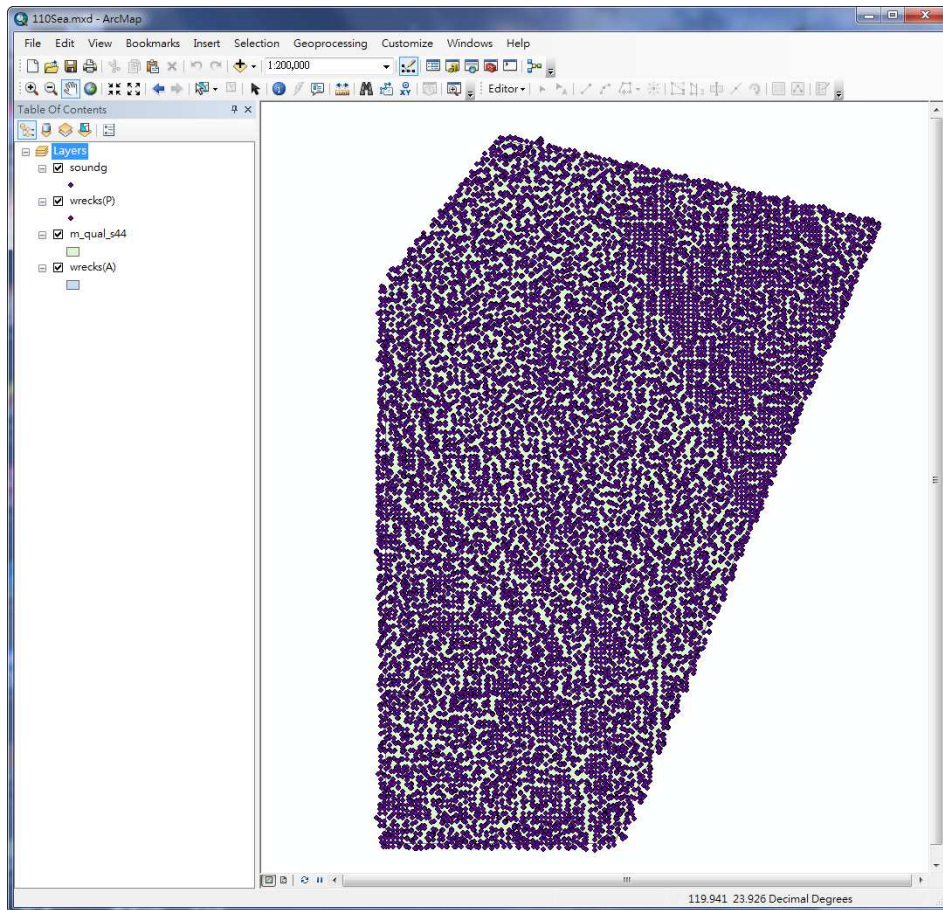 110Sea.mxd - ArcMap
File Edit View Bookmarks Insert Selection Geoprocessing Customize Windows Help
1:200,000
Editor
Table Of Contents
Layers
soundg
wrecks(P)
m_qual_s44
wrecks(A)
119.941 23.926 Decimal Degrees